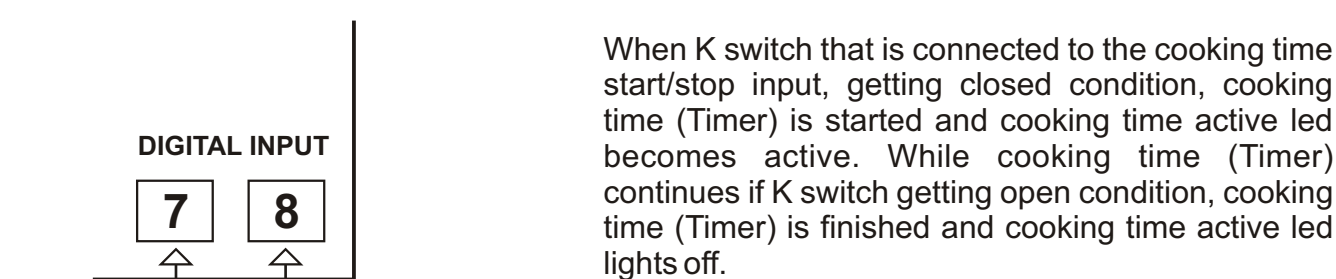 DIGITAL INPUT
7 8
When K switch that is connected to the cooking time
start/stop input, getting closed condition, cooking
time (Timer) is started and cooking time active led
becomes active. While cooking time (Timer)
continues if K switch getting open condition, cooking
time (Timer) is finished and cooking time active led
lights off.